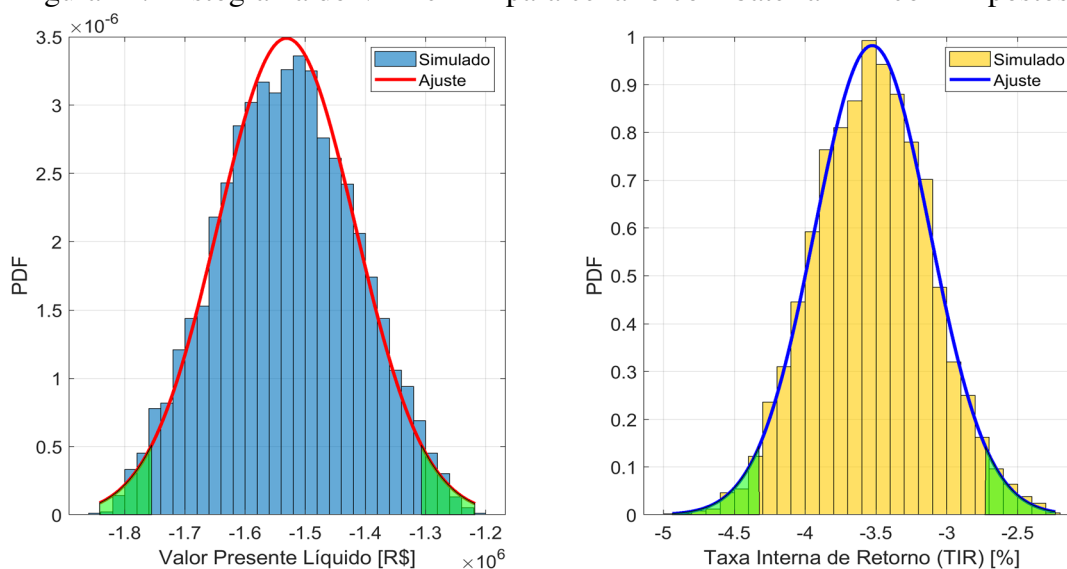 ×10⁻⁶
3.5
3
2.5
2
1.5
1
0.5
0
PDF
Simulado
Ajuste
-1.8 -1.7 -1.6 -1.5 -1.4 -1.3 -1.2
Valor Presente Líquido [R$]
×10⁶
1
0.9
0.8
0.7
0.6
0.5
0.4
0.3
0.2
0.1
0
PDF
Simulado
Ajuste
-5 -4.5 -4 -3.5 -3 -2.5
Taxa Interna de Retorno (TIR) [%]